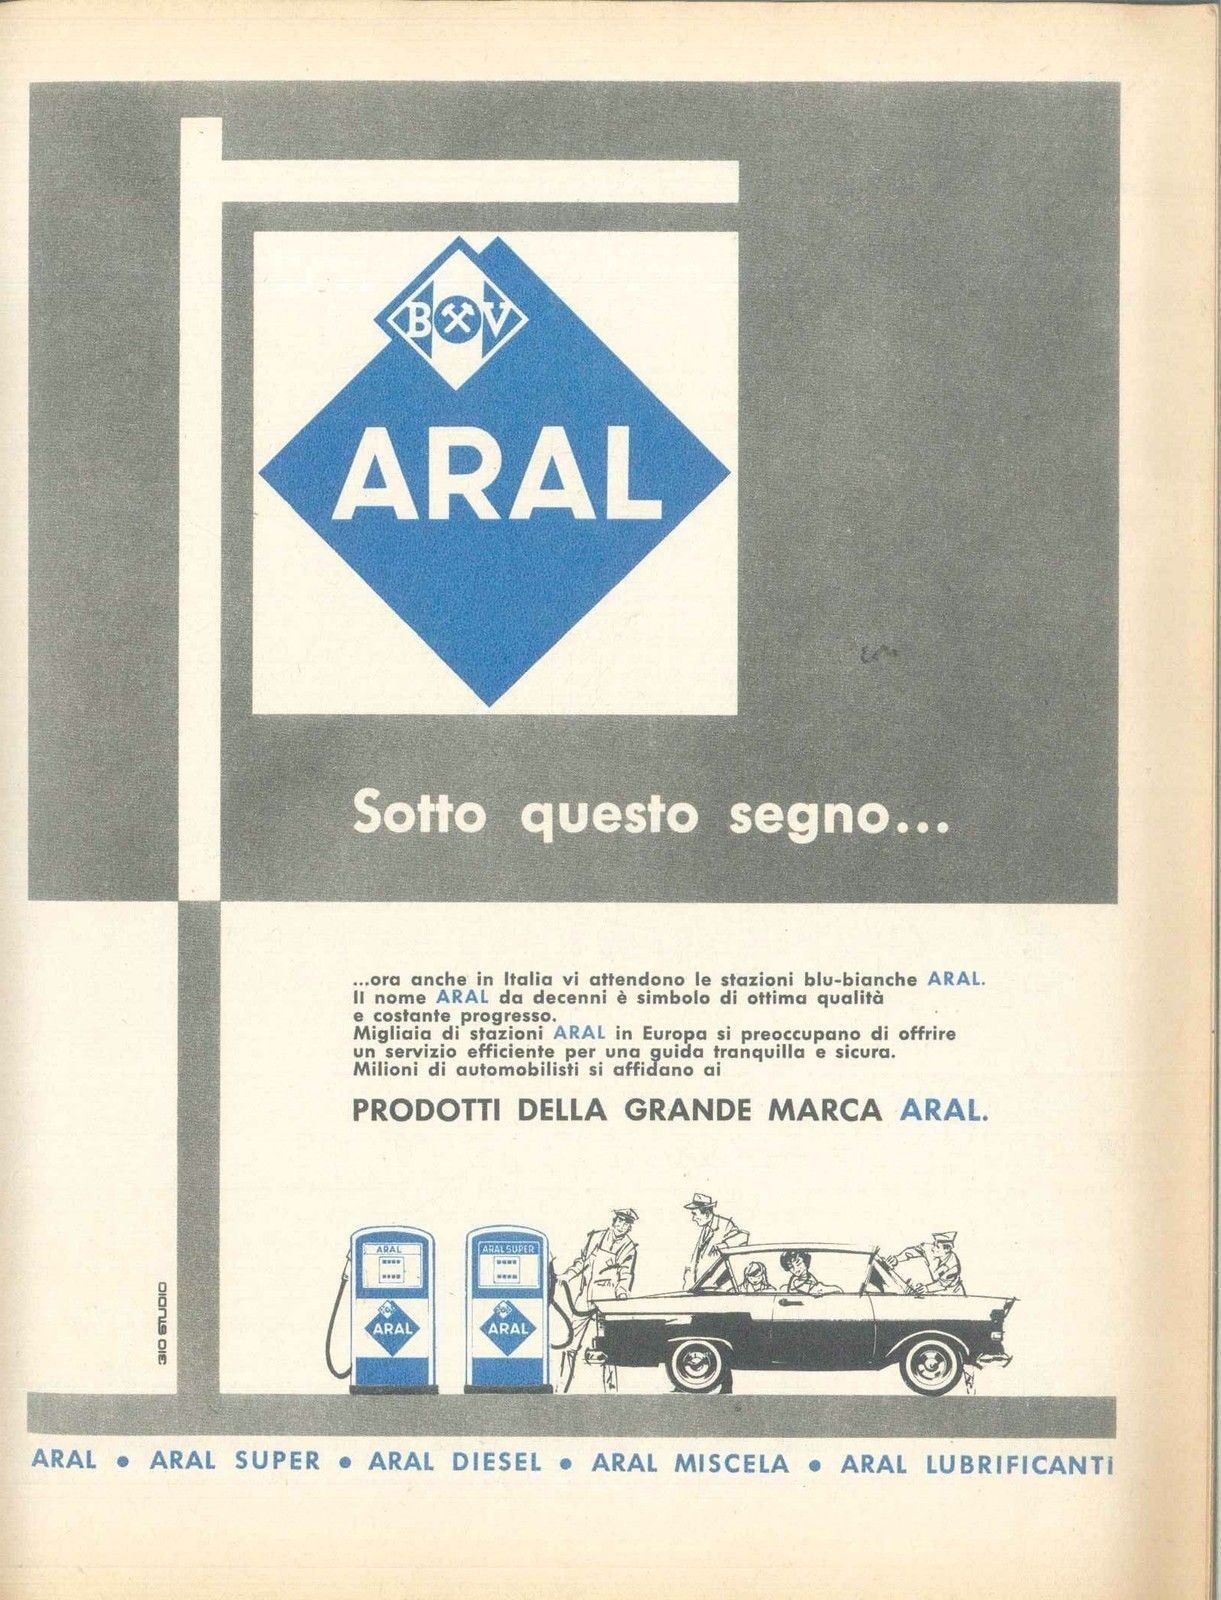 B V
ARAL
Sotto questo segno...
...ora anche in Italia vi attendono le stazioni blu-bianche ARAL.
Il nome ARAL da decenni è simbolo di ottima qualità
e costante progresso.
Migliaia di stazioni ARAL in Europa si preoccupano di offrire
un servizio efficiente per una guida tranquilla e sicura.
Milioni di automobilisti si affidano ai
PRODOTTI DELLA GRANDE MARCA ARAL.
ARAL
ARAL SUPER
ARAL
ARAL
GIO STUDIO
ARAL • ARAL SUPER • ARAL DIESEL • ARAL MISCELA • ARAL LUBRIFICANTi